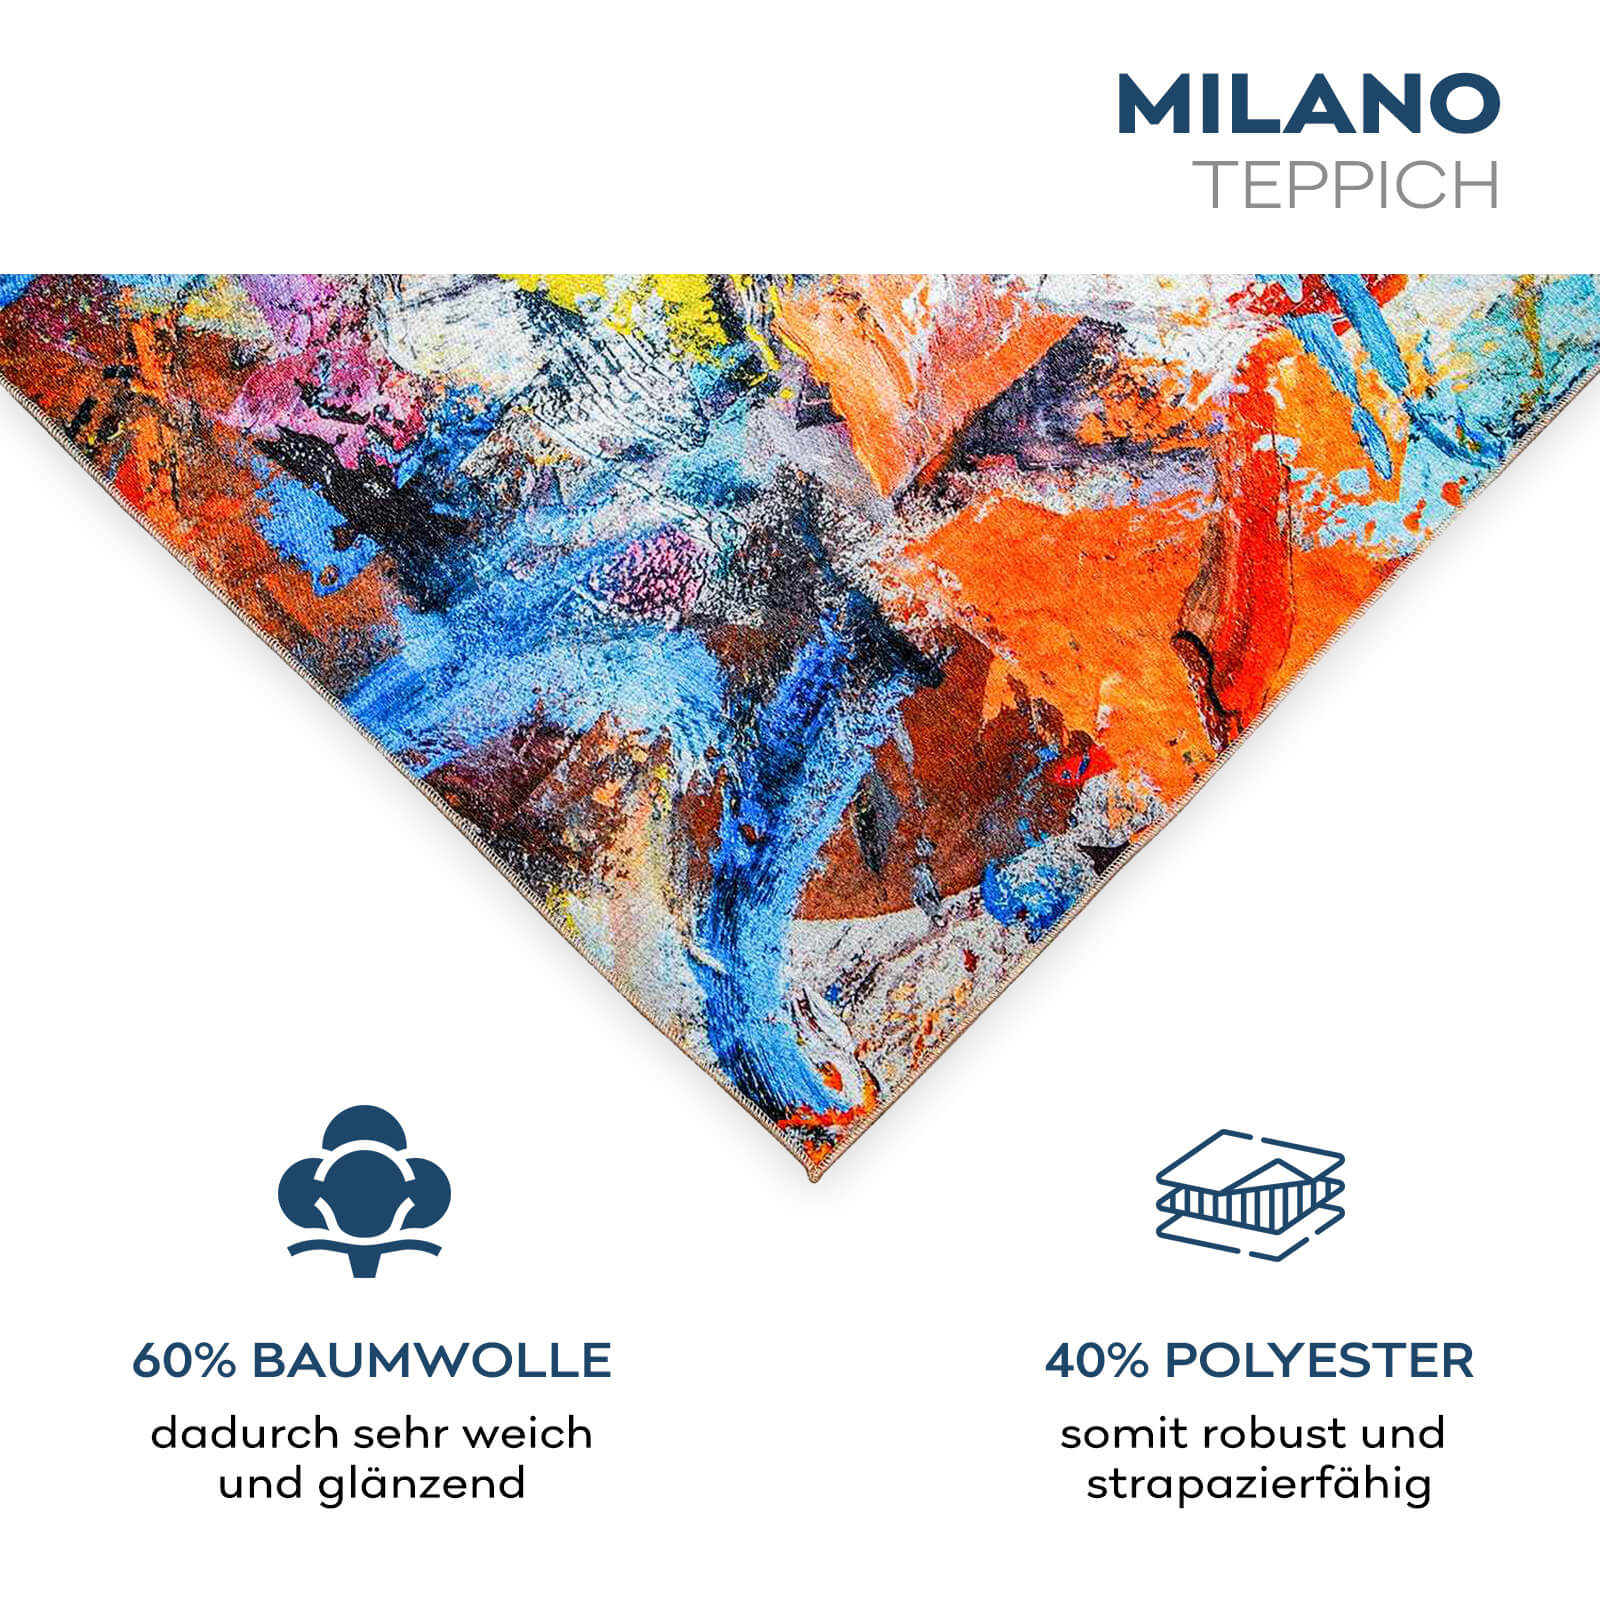 MILANO
TEPPICH
60% BAUMWOLLE
dadurch sehr weich
und glänzend
40% POLYESTER
somit robust und
strapazierfähig